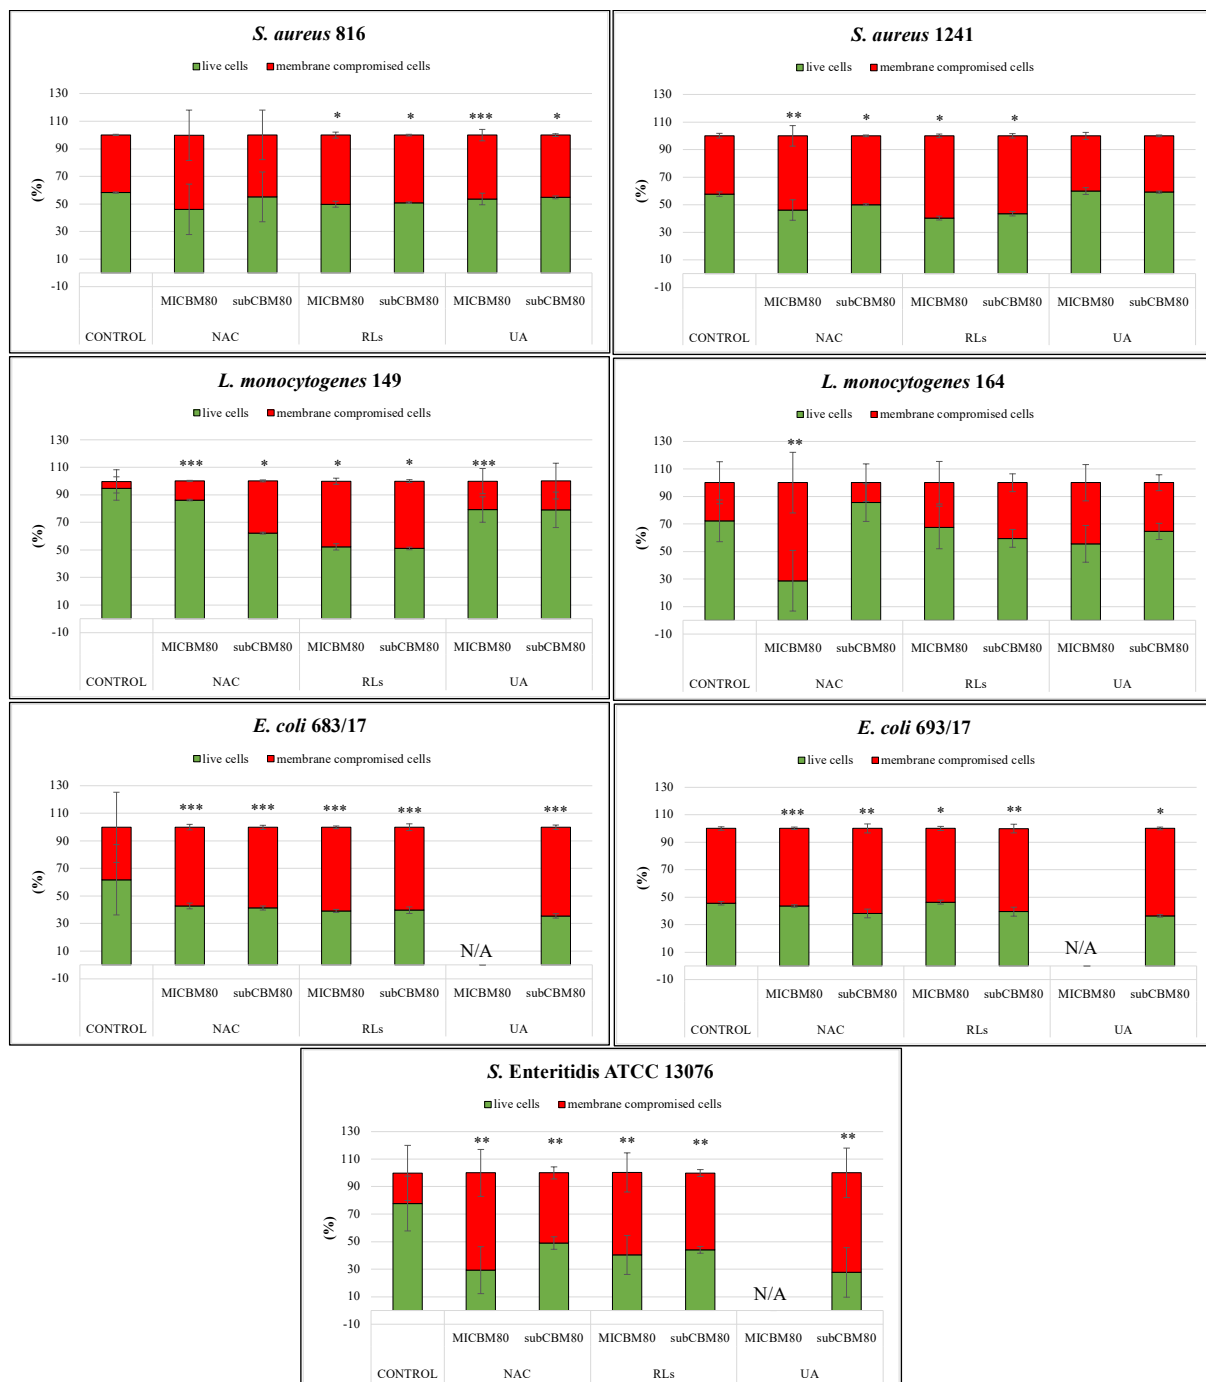 S. aureus 816
live cells membrane compromised cells
130
110
90
70
50
30
10
-10
(%)
* * *** *
MICBM80 subCBM80 MICBM80 subCBM80 MICBM80 subCBM80
CONTROL NAC RLs UA
S. aureus 1241
live cells membrane compromised cells
130
110
90
70
50
30
10
-10
(%)
** * * *
MICBM80 subCBM80 MICBM80 subCBM80 MICBM80 subCBM80
CONTROL NAC RLs UA
L. monocytogenes 149
live cells membrane compromised cells
130
110
90
70
50
30
10
-10
(%)
*** * * * ***
MICBM80 subCBM80 MICBM80 subCBM80 MICBM80 subCBM80
CONTROL NAC RLs UA
L. monocytogenes 164
live cells membrane compromised cells
130
110
90
70
50
30
10
-10
(%)
**
MICBM80 subCBM80 MICBM80 subCBM80 MICBM80 subCBM80
CONTROL NAC RLs UA
E. coli 683/17
live cells membrane compromised cells
130
110
90
70
50
30
10
-10
(%)
*** *** *** *** ***
N/A
MICBM80 subCBM80 MICBM80 subCBM80 MICBM80 subCBM80
CONTROL NAC RLs UA
E. coli 693/17
live cells membrane compromised cells
130
110
90
70
50
30
10
-10
(%)
*** ** * ** *
N/A
MICBM80 subCBM80 MICBM80 subCBM80 MICBM80 subCBM80
CONTROL NAC RLs UA
S. Enteritidis ATCC 13076
live cells membrane compromised cells
130
110
90
70
50
30
10
-10
(%)
** ** ** ** **
N/A
MICBM80 subCBM80 MICBM80 subCBM80 MICBM80 subCBM80
CONTROL NAC RLs UA